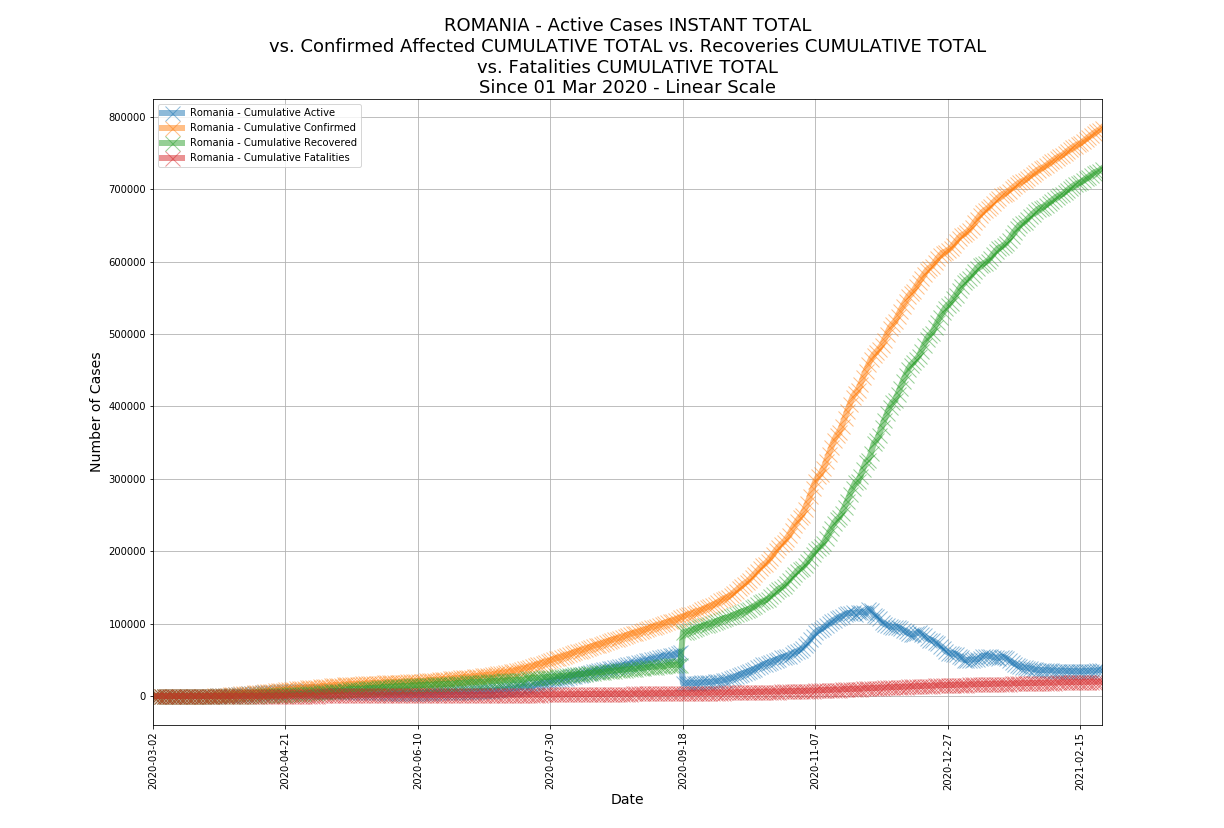 ROMANIA - Active Cases INSTANT TOTAL
vs. Confirmed Affected CUMULATIVE TOTAL vs. Recoveries CUMULATIVE TOTAL
vs. Fatalities CUMULATIVE TOTAL
Since 01 Mar 2020 - Linear Scale
Romania - Cumulative Active
Romania - Cumulative Confirmed
Romania - Cumulative Recovered
Romania - Cumulative Fatalities
800000
700000
600000
500000
400000
300000
200000
100000
0
Number of Cases
2020-03-02
2020-04-21
2020-06-10
2020-07-30
2020-09-18
2020-11-07
2020-12-27
2021-02-15
Date